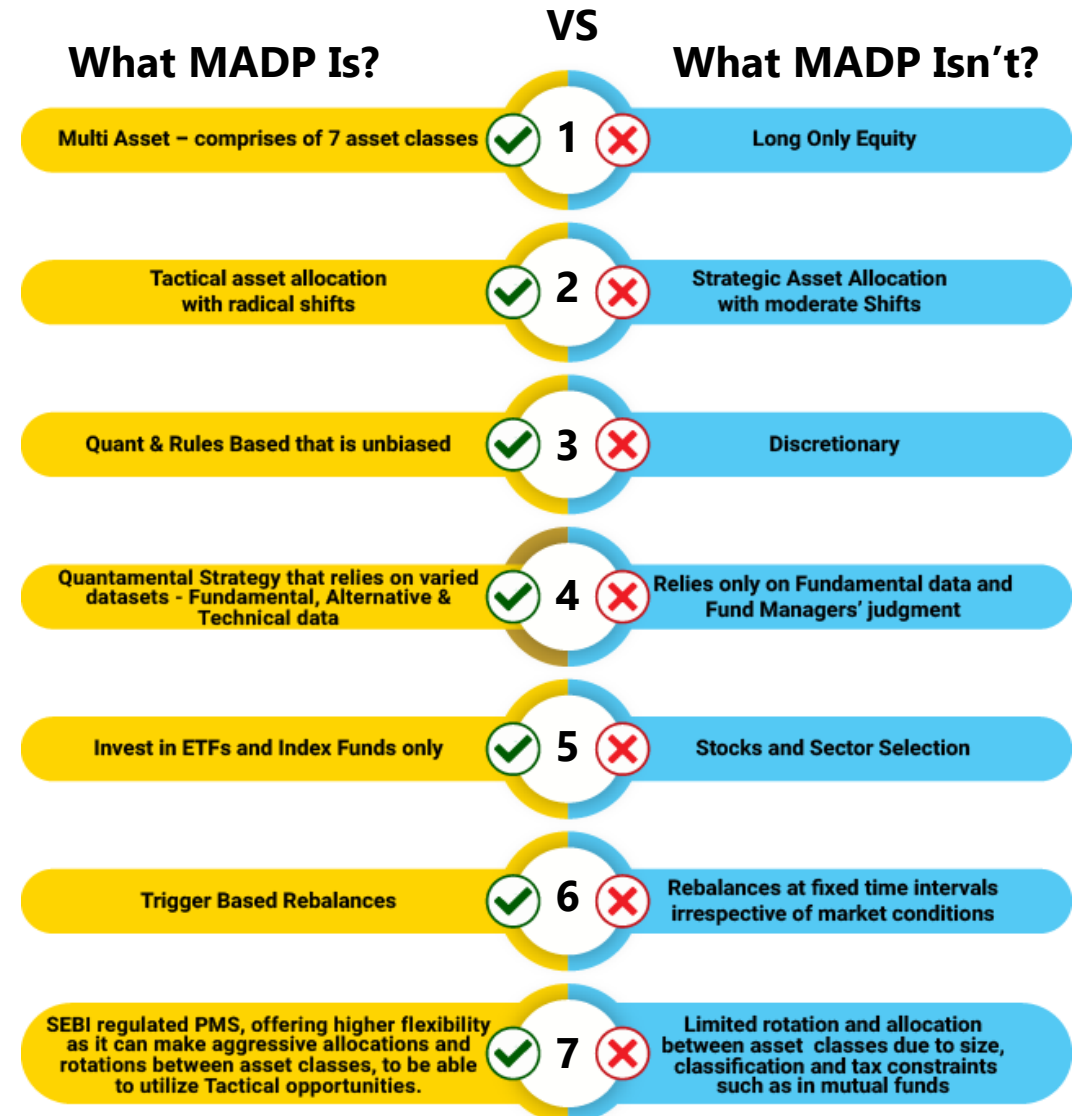 VS
What MADP Is?
What MADP Isn’t?
Multi Asset – comprises of 7 asset classes
1
Long Only Equity
Tactical asset allocation
with radical shifts
2
Strategic Asset Allocation
with moderate Shifts
Quant & Rules Based that is unbiased
3
Discretionary
Quantamental Strategy that relies on varied
datasets - Fundamental, Alternative &
Technical data
4
Relies only on Fundamental data and
Fund Managers’ judgment
Invest in ETFs and Index Funds only
5
Stocks and Sector Selection
Trigger Based Rebalances
6
Rebalances at fixed time intervals
irrespective of market conditions
SEBI regulated PMS, offering higher flexibility
as it can make aggressive allocations and
rotations between asset classes, to be able
to utilize Tactical opportunities.
7
Limited rotation and allocation
between asset classes due to size,
classification and tax constraints
such as in mutual funds